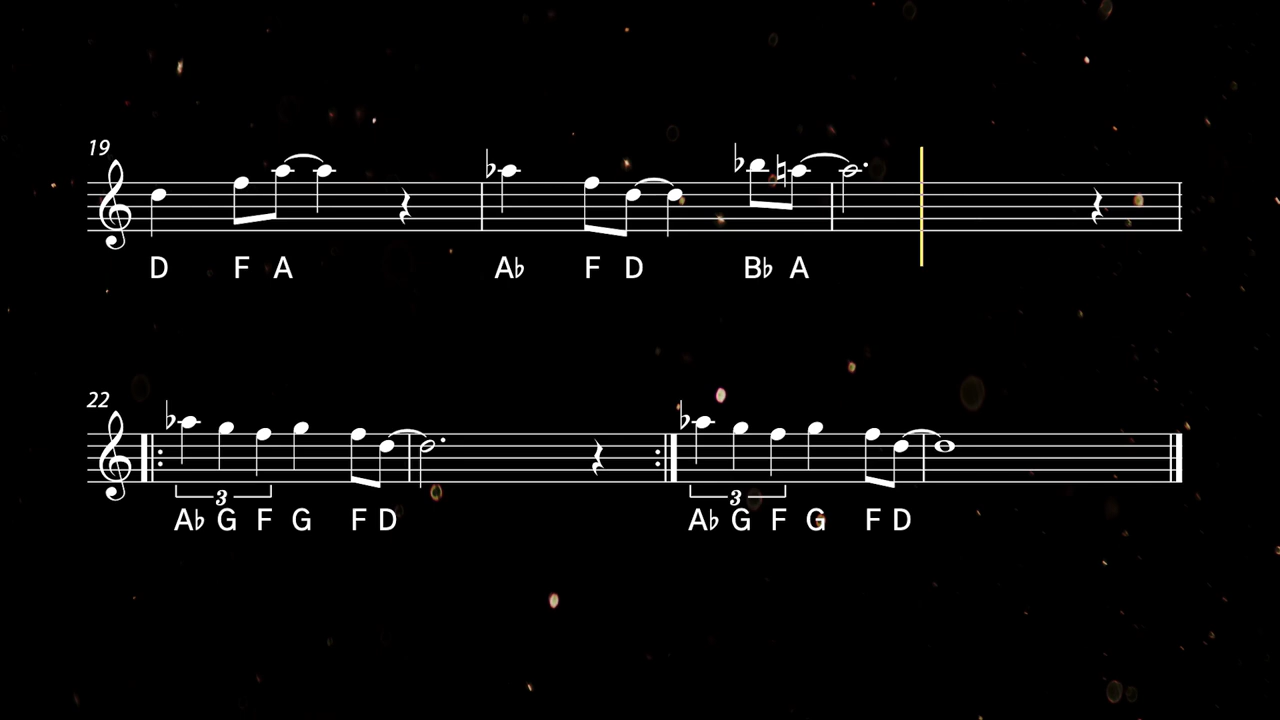 19
D F A A♭ F D B♭ A
22
3 3
A♭ G F G F D A♭ G F G F D